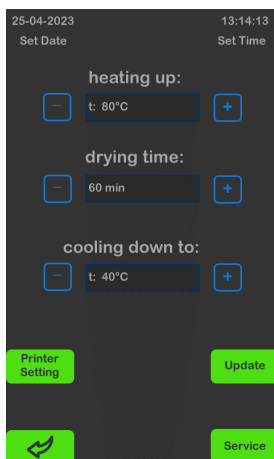 25-04-2023 13:14:13
Set Date Set Time
heating up:
− t: 80°C +
drying time:
− 60 min +
cooling down to:
− t: 40°C +
Printer
Setting
Update
Service